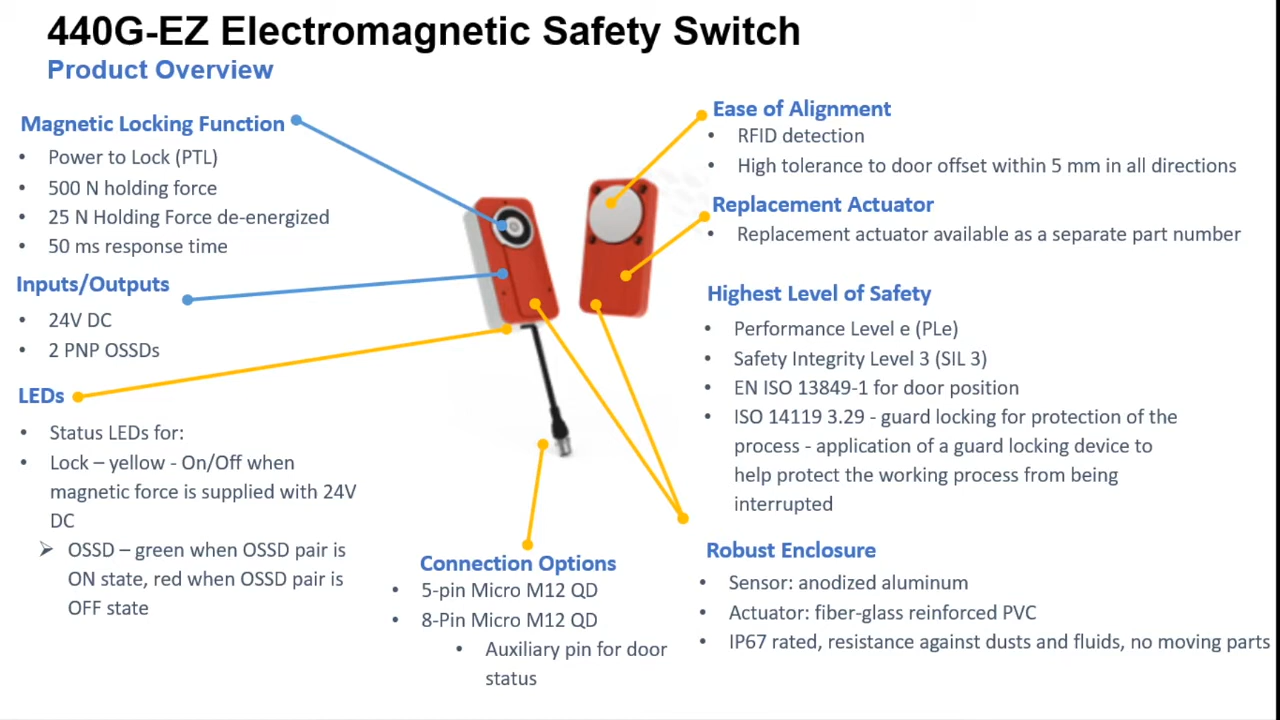 440G-EZ Electromagnetic Safety Switch
Product Overview
Magnetic Locking Function
• Power to Lock (PTL)
• 500 N holding force
• 25 N Holding Force de-energized
• 50 ms response time
Inputs/Outputs
• 24V DC
• 2 PNP OSSDs
LEDs
• Status LEDs for:
• Lock – yellow - On/Off when
magnetic force is supplied with 24V
DC
➢ OSSD – green when OSSD pair is
ON state, red when OSSD pair is
OFF state
Connection Options
• 5-pin Micro M12 QD
• 8-Pin Micro M12 QD
• Auxiliary pin for door
status
Ease of Alignment
• RFID detection
• High tolerance to door offset within 5 mm in all directions
Replacement Actuator
• Replacement actuator available as a separate part number
Highest Level of Safety
• Performance Level e (PLe)
• Safety Integrity Level 3 (SIL 3)
• EN ISO 13849-1 for door position
• ISO 14119 3.29 - guard locking for protection of the
process - application of a guard locking device to
help protect the working process from being
interrupted
Robust Enclosure
• Sensor: anodized aluminum
• Actuator: fiber-glass reinforced PVC
• IP67 rated, resistance against dusts and fluids, no moving parts